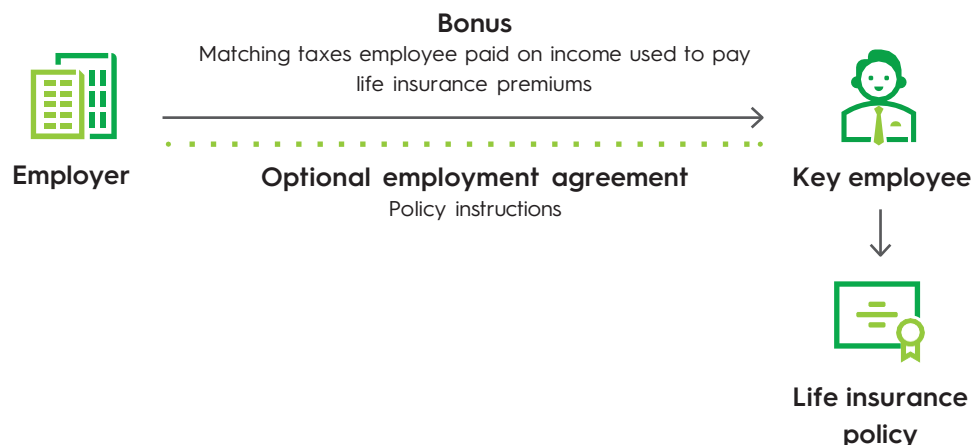 Bonus
Matching taxes employee paid on income used to pay
life insurance premiums
Employer
Optional employment agreement
Policy instructions
Key employee
Life insurance
policy